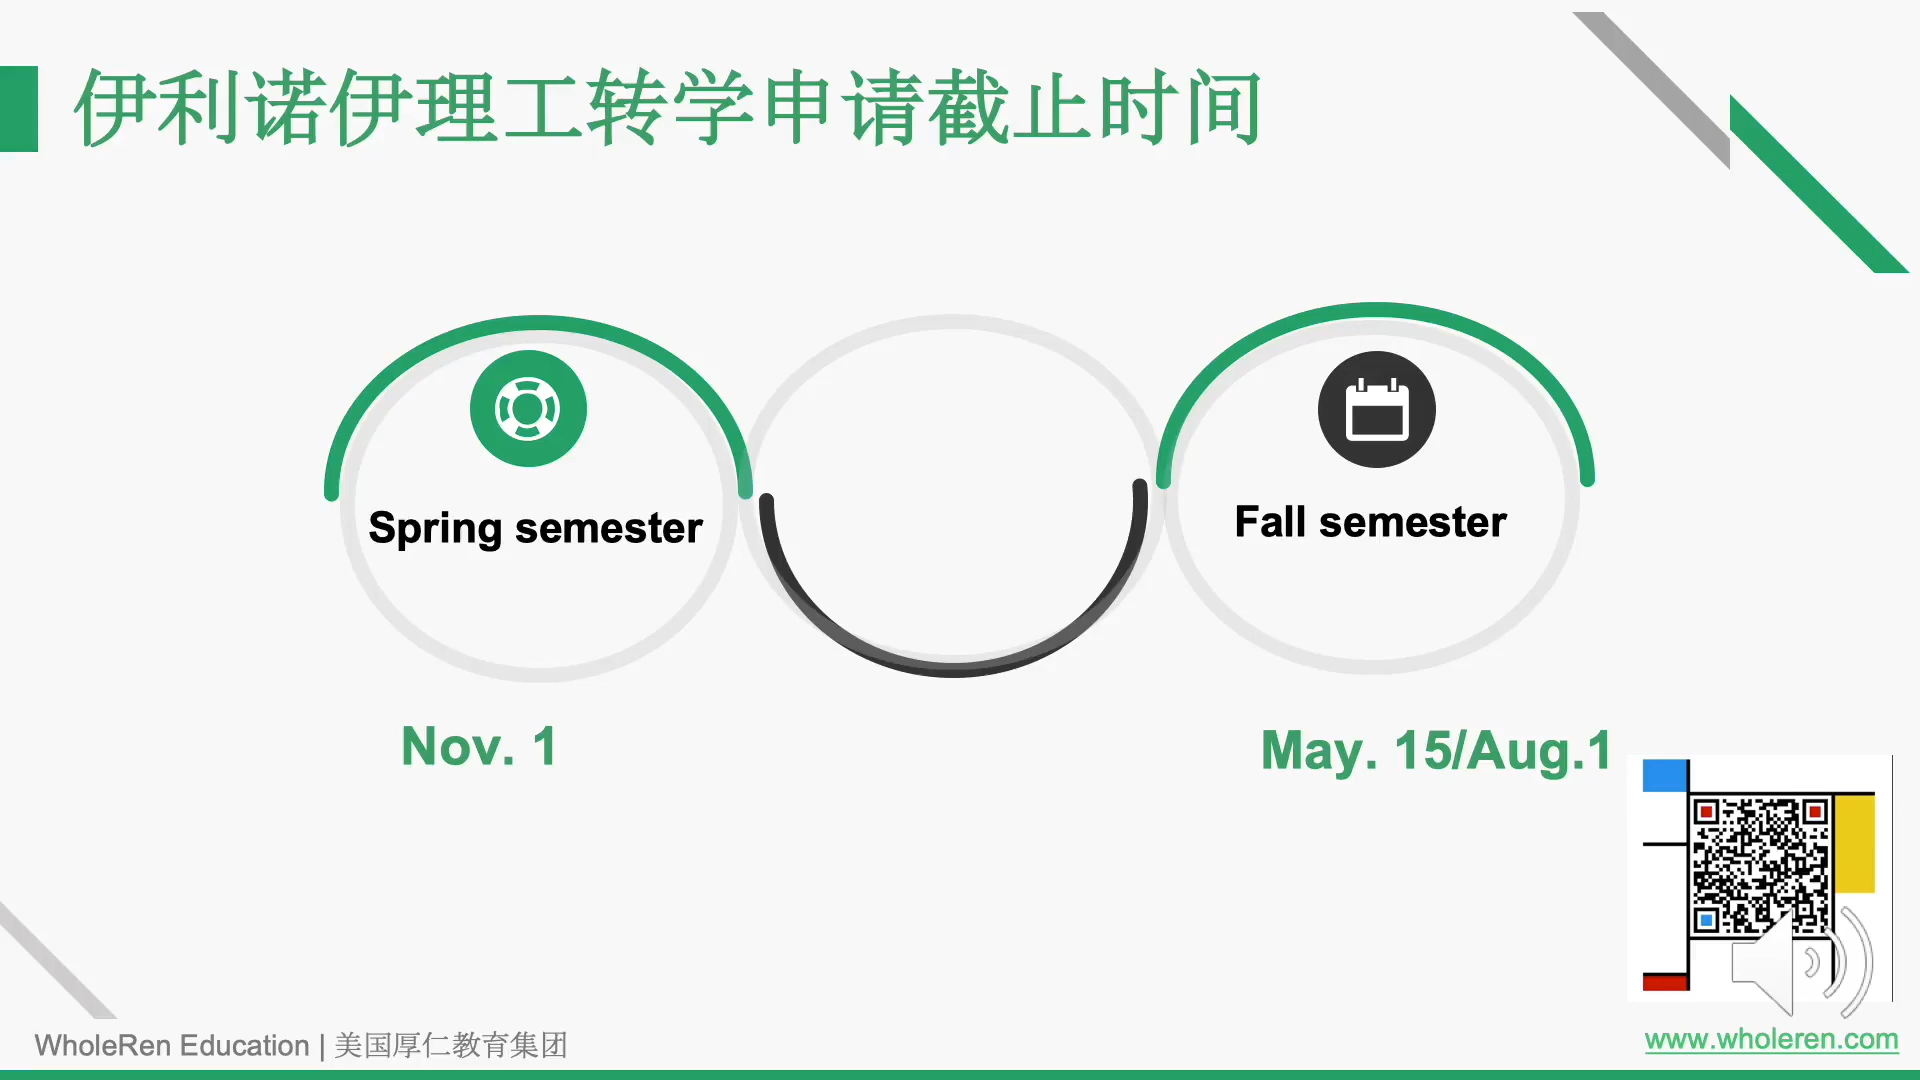 伊利诺伊理工转学申请截止时间
Spring semester
Fall semester
Nov. 1
May. 15/Aug.1
WholeRen Education | 美国厚仁教育集团
www.wholeren.com